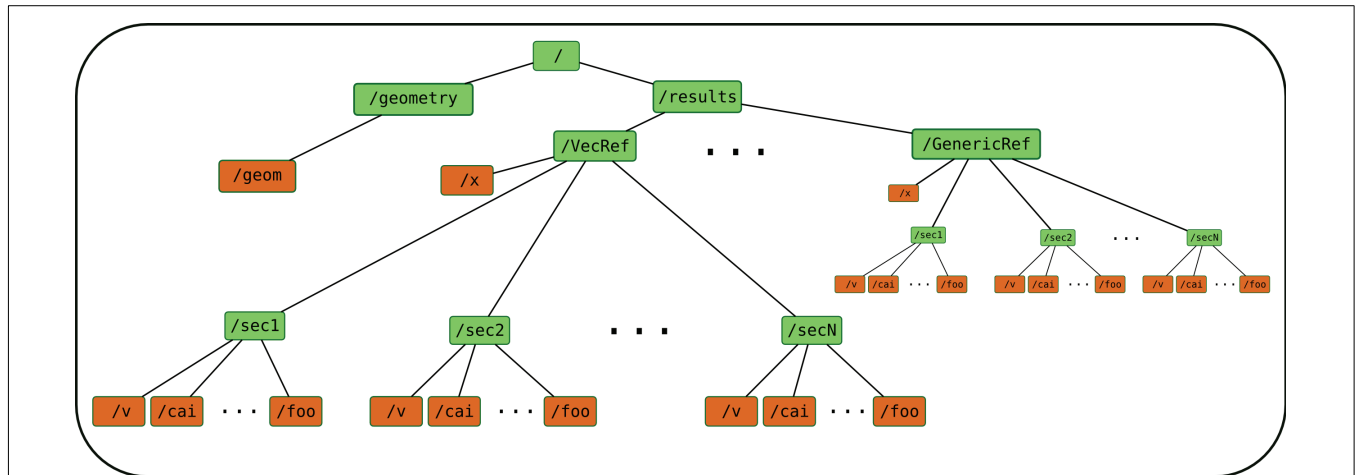 /
/geometry
/results
/VecRef
...
/GenericRef
/geom
/x
/x
/sec1
/sec2
...
/secN
/v /cai ... /foo
/v /cai ... /foo
/v /cai ... /foo
/sec1
/sec2
...
/secN
/v /cai ... /foo
/v /cai ... /foo
/v /cai ... /foo